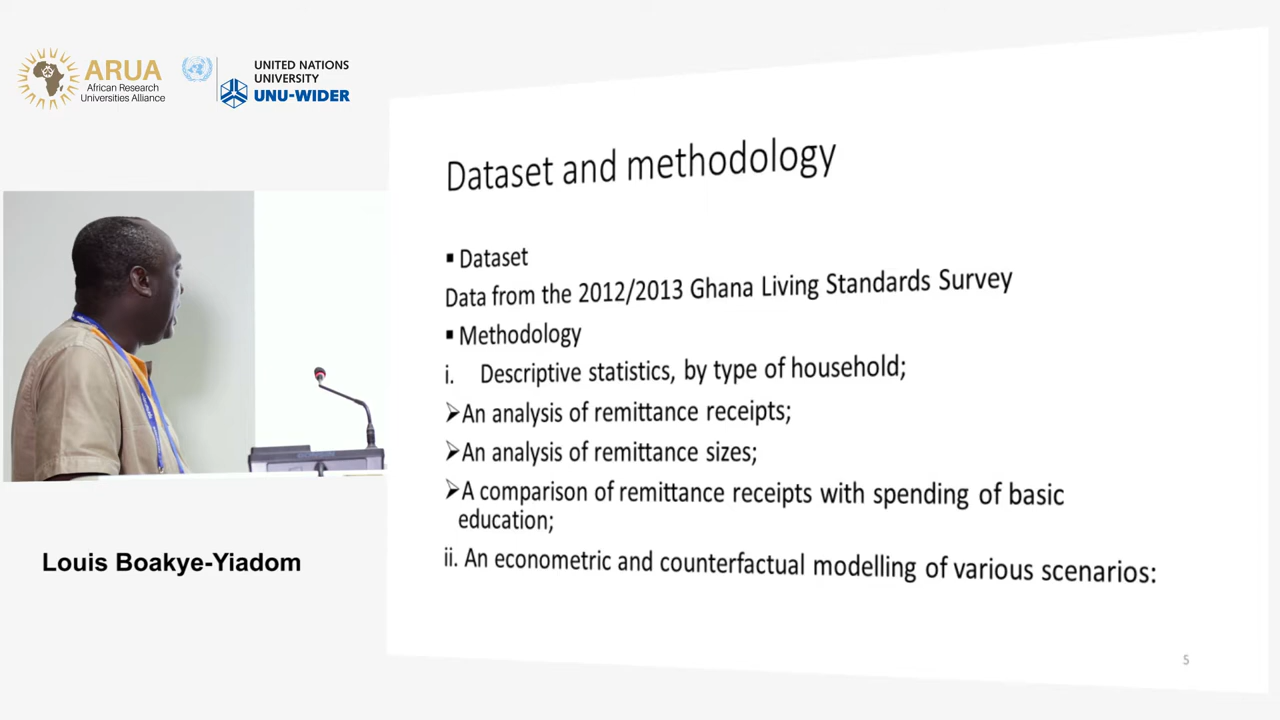 ARUA
African Research
Universities Alliance
UNITED NATIONS
UNIVERSITY
UNU-WIDER
Dataset and methodology
▪ Dataset
Data from the 2012/2013 Ghana Living Standards Survey
▪ Methodology
i. Descriptive statistics, by type of household;
➢An analysis of remittance receipts;
➢An analysis of remittance sizes;
➢A comparison of remittance receipts with spending of basic
education;
ii. An econometric and counterfactual modelling of various scenarios:
5
Louis Boakye-Yiadom